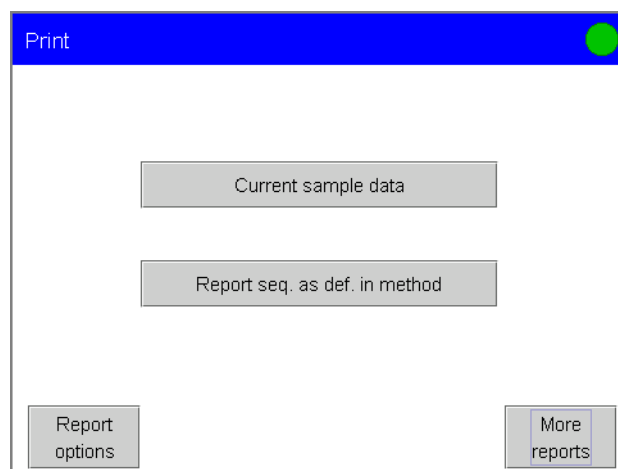 Print
Current sample data
Report seq. as def. in method
Report
options
More
reports